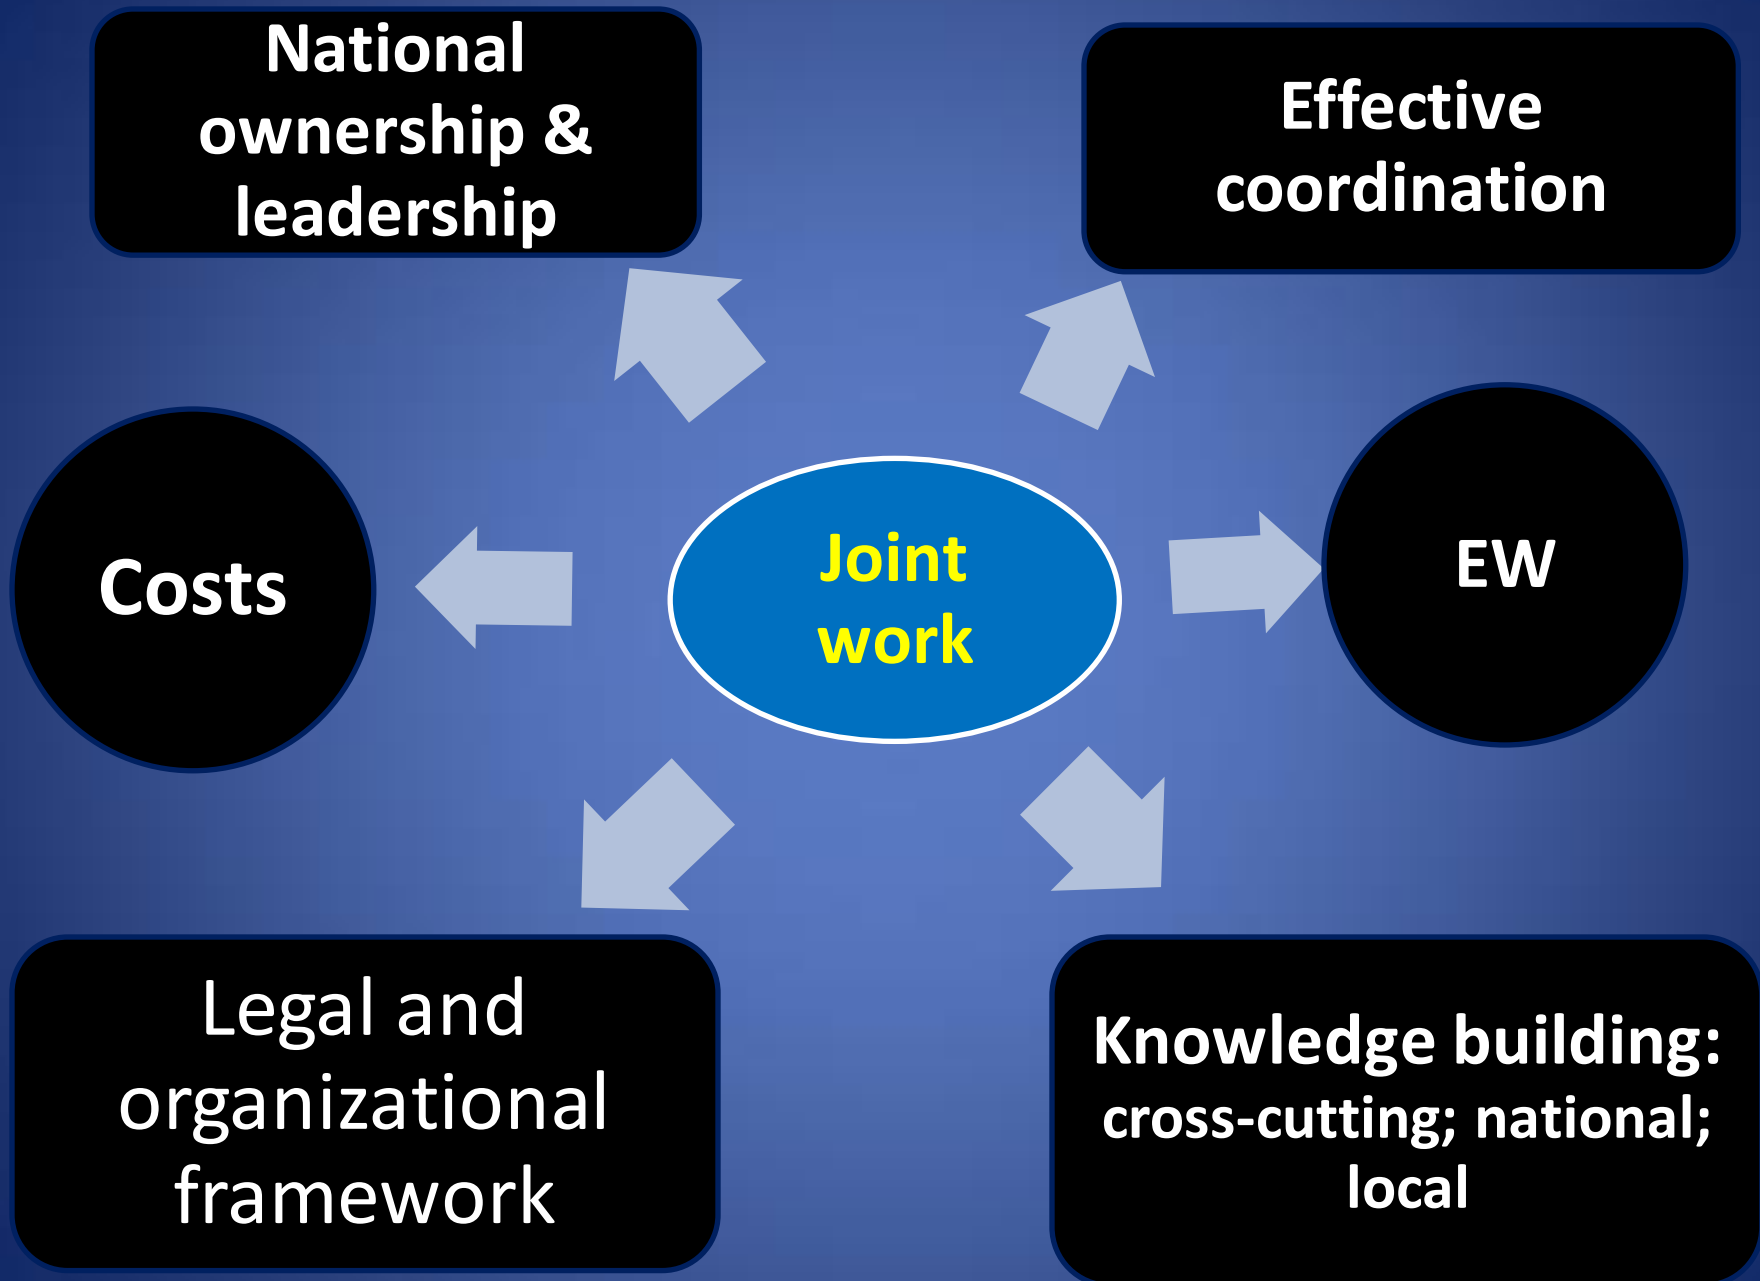 National
ownership &
leadership
Effective
coordination
Costs
Joint
work
EW
Legal and
organizational
framework
Knowledge building:
cross-cutting; national;
local